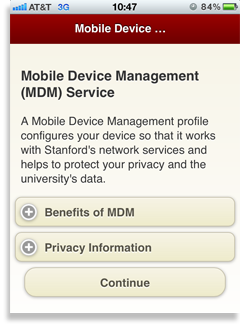 AT&T 3G 10:47 84%
Mobile Device ...
Mobile Device Management
(MDM) Service
A Mobile Device Management profile
configures your device so that it works
with Stanford's network services and
helps to protect your privacy and the
university's data.
Benefits of MDM
Privacy Information
Continue